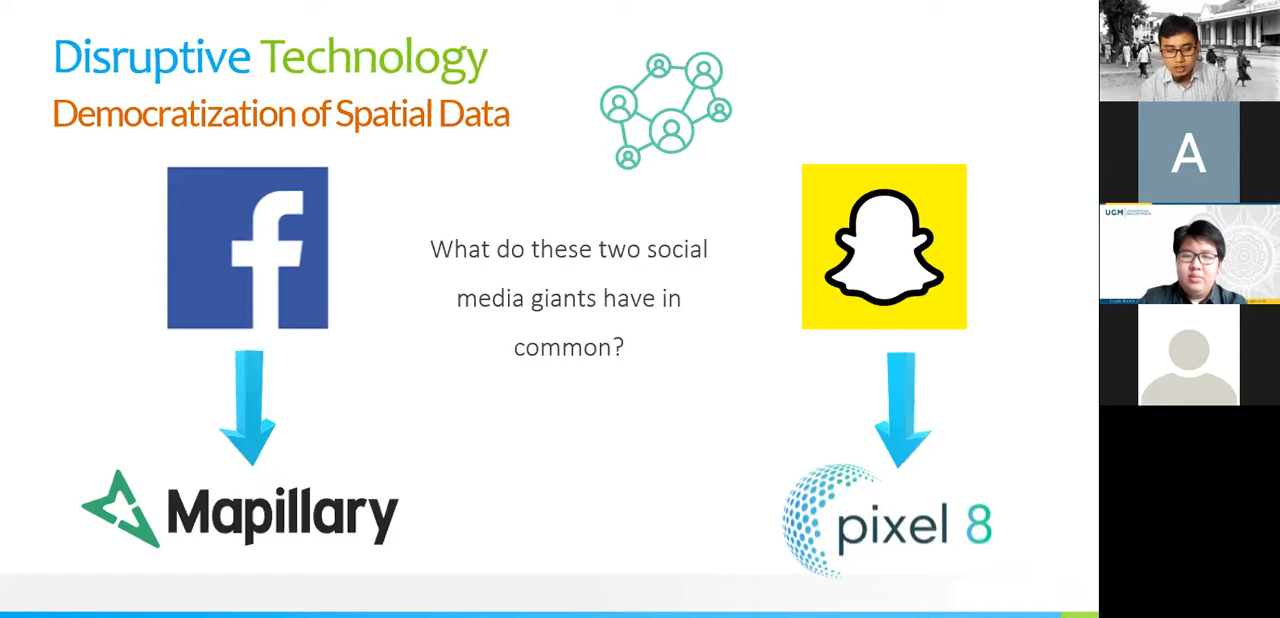 Disruptive Technology
Democratization of Spatial Data
What do these two social
media giants have in
common?
Mapillary
pixel 8
A
UGM